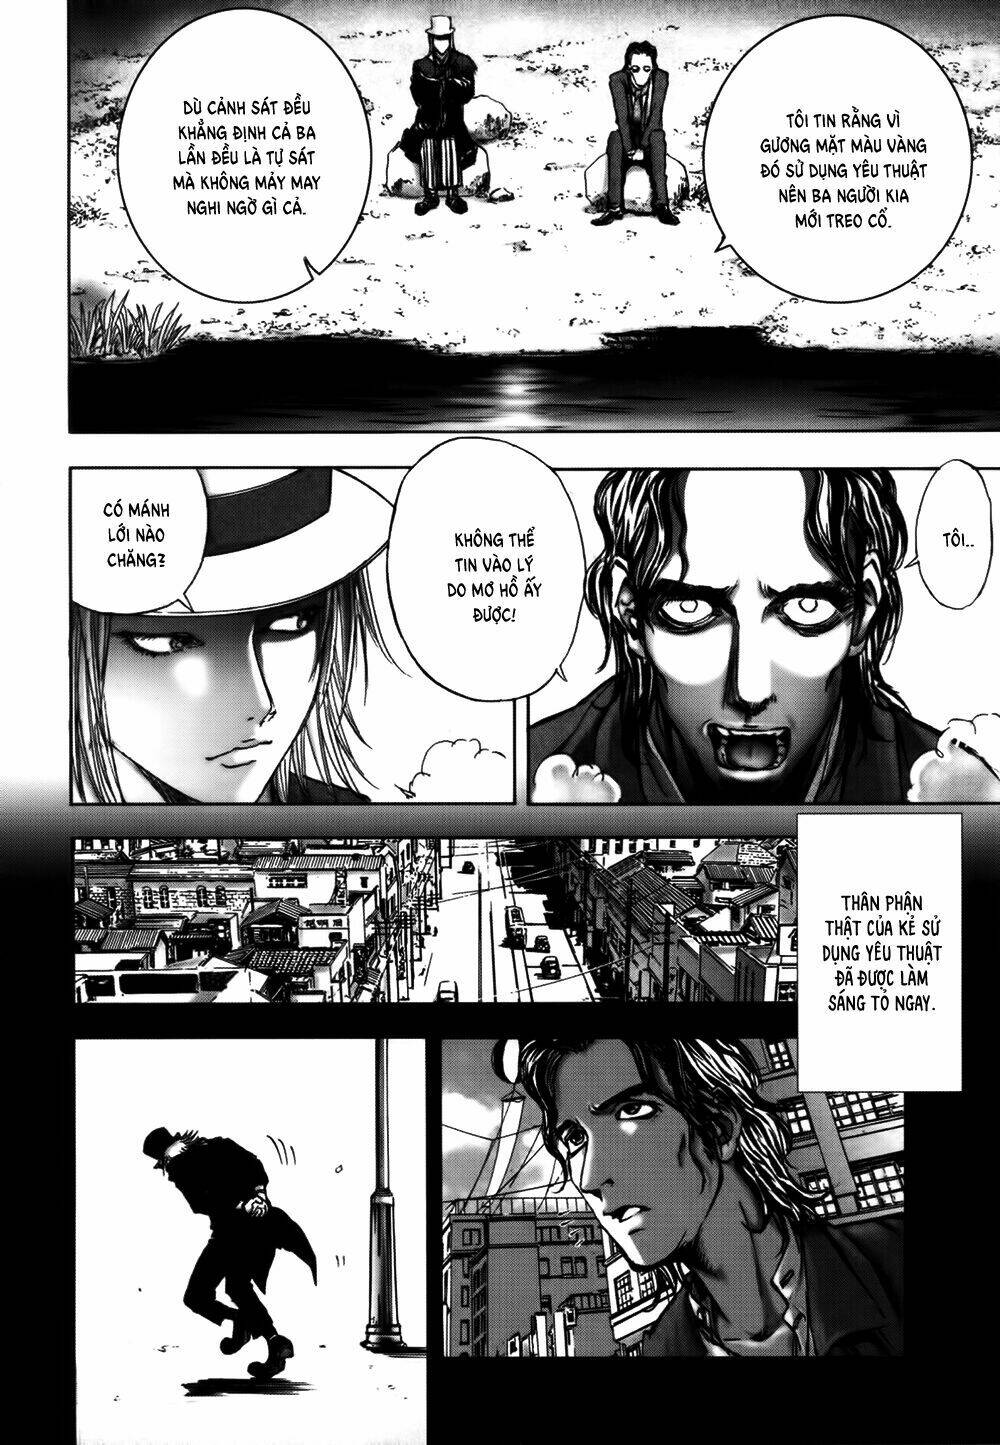 TÔI TIN RẰNG VÌ
GƯƠNG MẶT MÀU VÀNG
ĐÓ SỬ DỤNG YÊU THUẬT
NÊN BA NGƯỜI KIA
MỚI TREO CỔ.
DÙ CẢNH SÁT ĐỀU
KHẲNG ĐỊNH CẢ BA
LẦN ĐỀU LÀ TỰ SÁT
MÀ KHÔNG MẢY MAY
NGHI NGỜ GÌ CẢ.
TÔI..
KHÔNG THỂ
TIN VÀO LÝ
DO MƠ HỒ ẤY
ĐƯỢC!
CÓ MÁNH
LỚI NÀO
CHĂNG?
THÂN PHẬN
THẬT CỦA KẺ SỬ
DỤNG YÊU THUẬT
ĐÃ ĐƯỢC LÀM
SÁNG TỎ NGAY.